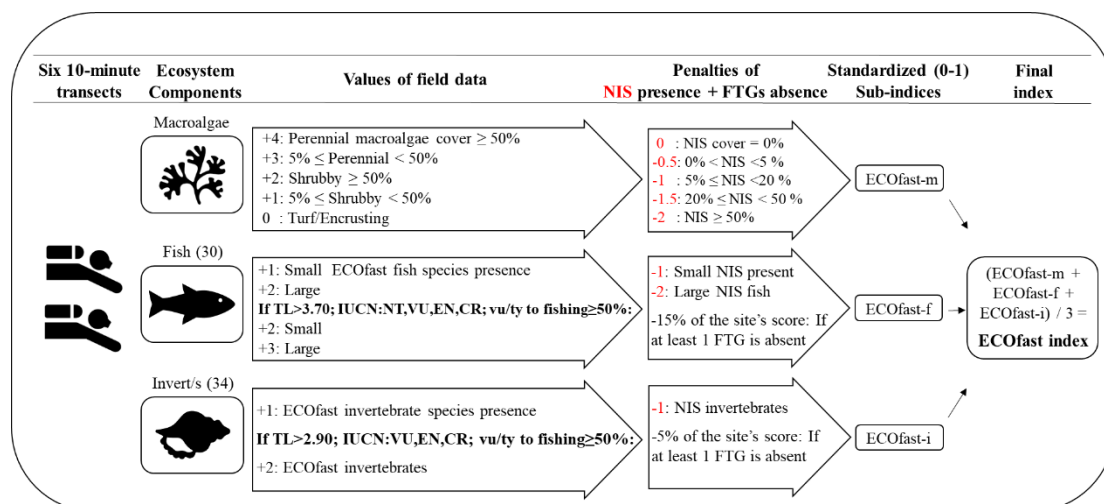 Six 10-minute
transects
Ecosystem
Components
Values of field data
Penalties of
NIS presence + FTGs absence
Standardized (0-1)
Sub-indices
Final
index
Macroalgae
+4: Perennial macroalgae cover ≥ 50%
+3: 5% ≤ Perennial < 50%
+2: Shrubby ≥ 50%
+1: 5% ≤ Shrubby < 50%
0 : Turf/Encrusting
0 : NIS cover = 0%
-0.5: 0% < NIS <5 %
-1 : 5% ≤ NIS <20 %
-1.5: 20% ≤ NIS < 50 %
-2 : NIS ≥ 50%
ECOfast-m
Fish (30)
+1: Small ECOfast fish species presence
+2: Large
If TL>3.70; IUCN:NT,VU,EN,CR; vu/ty to fishing≥50%:
+2: Small
+3: Large
-1: Small NIS present
-2: Large NIS fish
-15% of the site's score: If
at least 1 FTG is absent
ECOfast-f
(ECOfast-m +
ECOfast-f +
ECOfast-i) / 3 =
ECOfast index
Invert/s (34)
+1: ECOfast invertebrate species presence
If TL>2.90; IUCN:VU,EN,CR; vu/ty to fishing≥50%:
+2: ECOfast invertebrates
-1: NIS invertebrates
-5% of the site's score: If
at least 1 FTG is absent
ECOfast-i